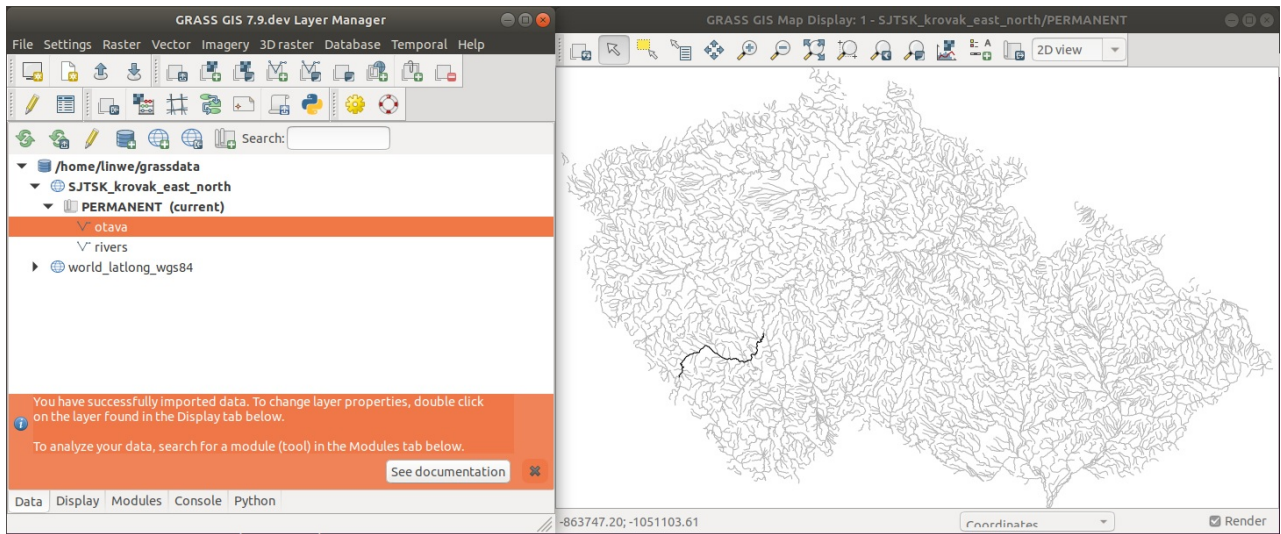 GRASS GIS 7.9.dev Layer Manager
File Settings Raster Vector Imagery 3D raster Database Temporal Help
Search:
/home/linwe/grassdata
SJTSK_krovak_east_north
PERMANENT (current)
otava
rivers
world_latlong_wgs84
You have successfully imported data. To change layer properties, double click
on the layer found in the Display tab below.
To analyze your data, search for a module (tool) in the Modules tab below.
See documentation
Data Display Modules Console Python
GRASS GIS Map Display: 1 - SJTSK_krovak_east_north/PERMANENT
2D view
-863747.20; -1051103.61
Coordinates
Render